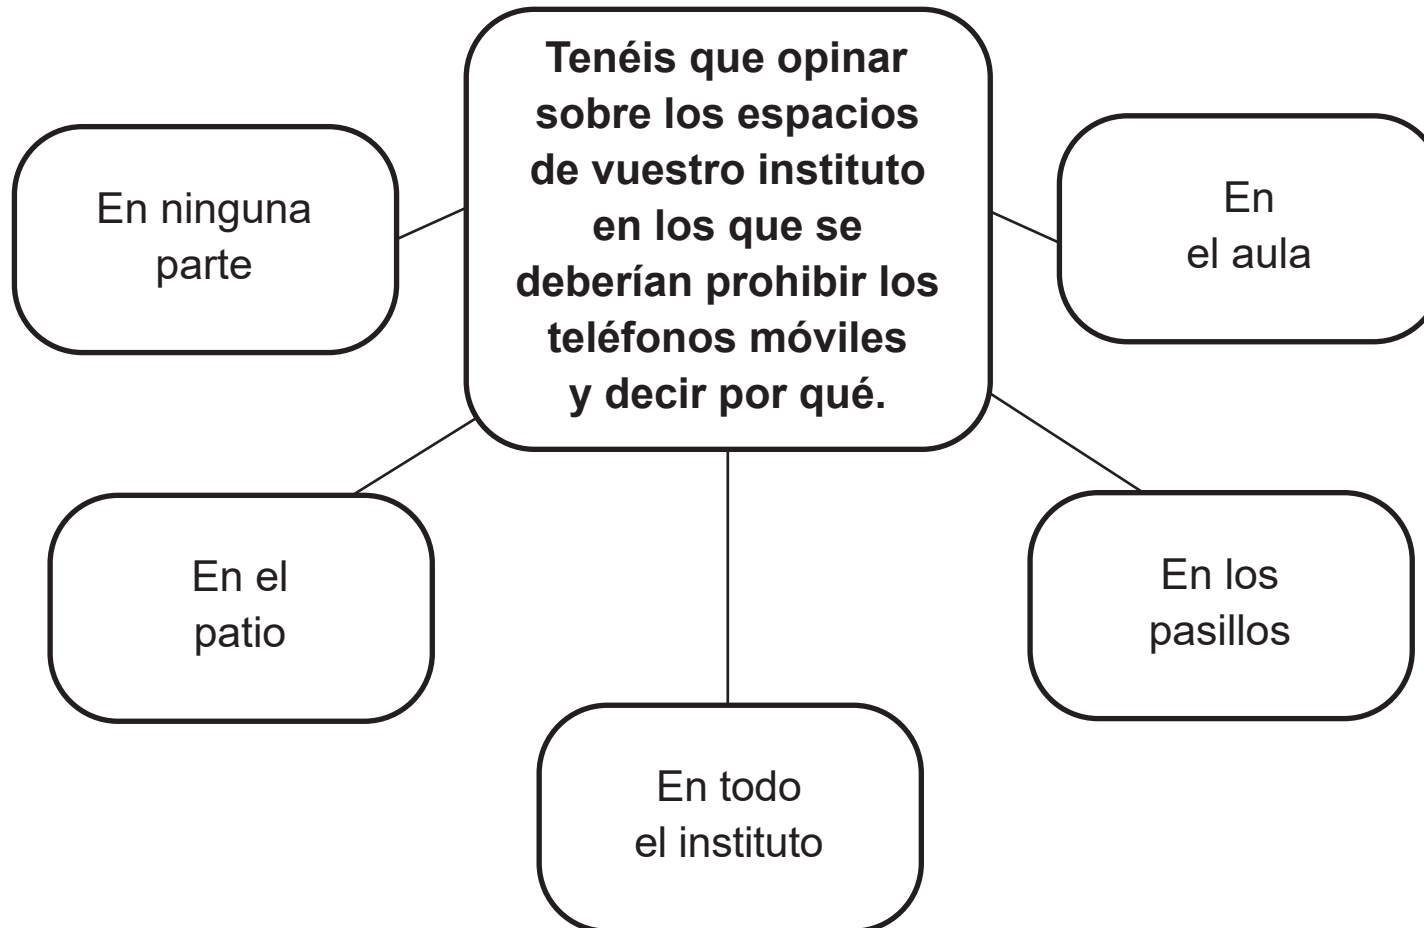 Tenéis que opinar
sobre los espacios
de vuestro instituto
en los que se
deberían prohibir los
teléfonos móviles
y decir por qué.
En ninguna
parte
En
el aula
En el
patio
En los
pasillos
En todo
el instituto